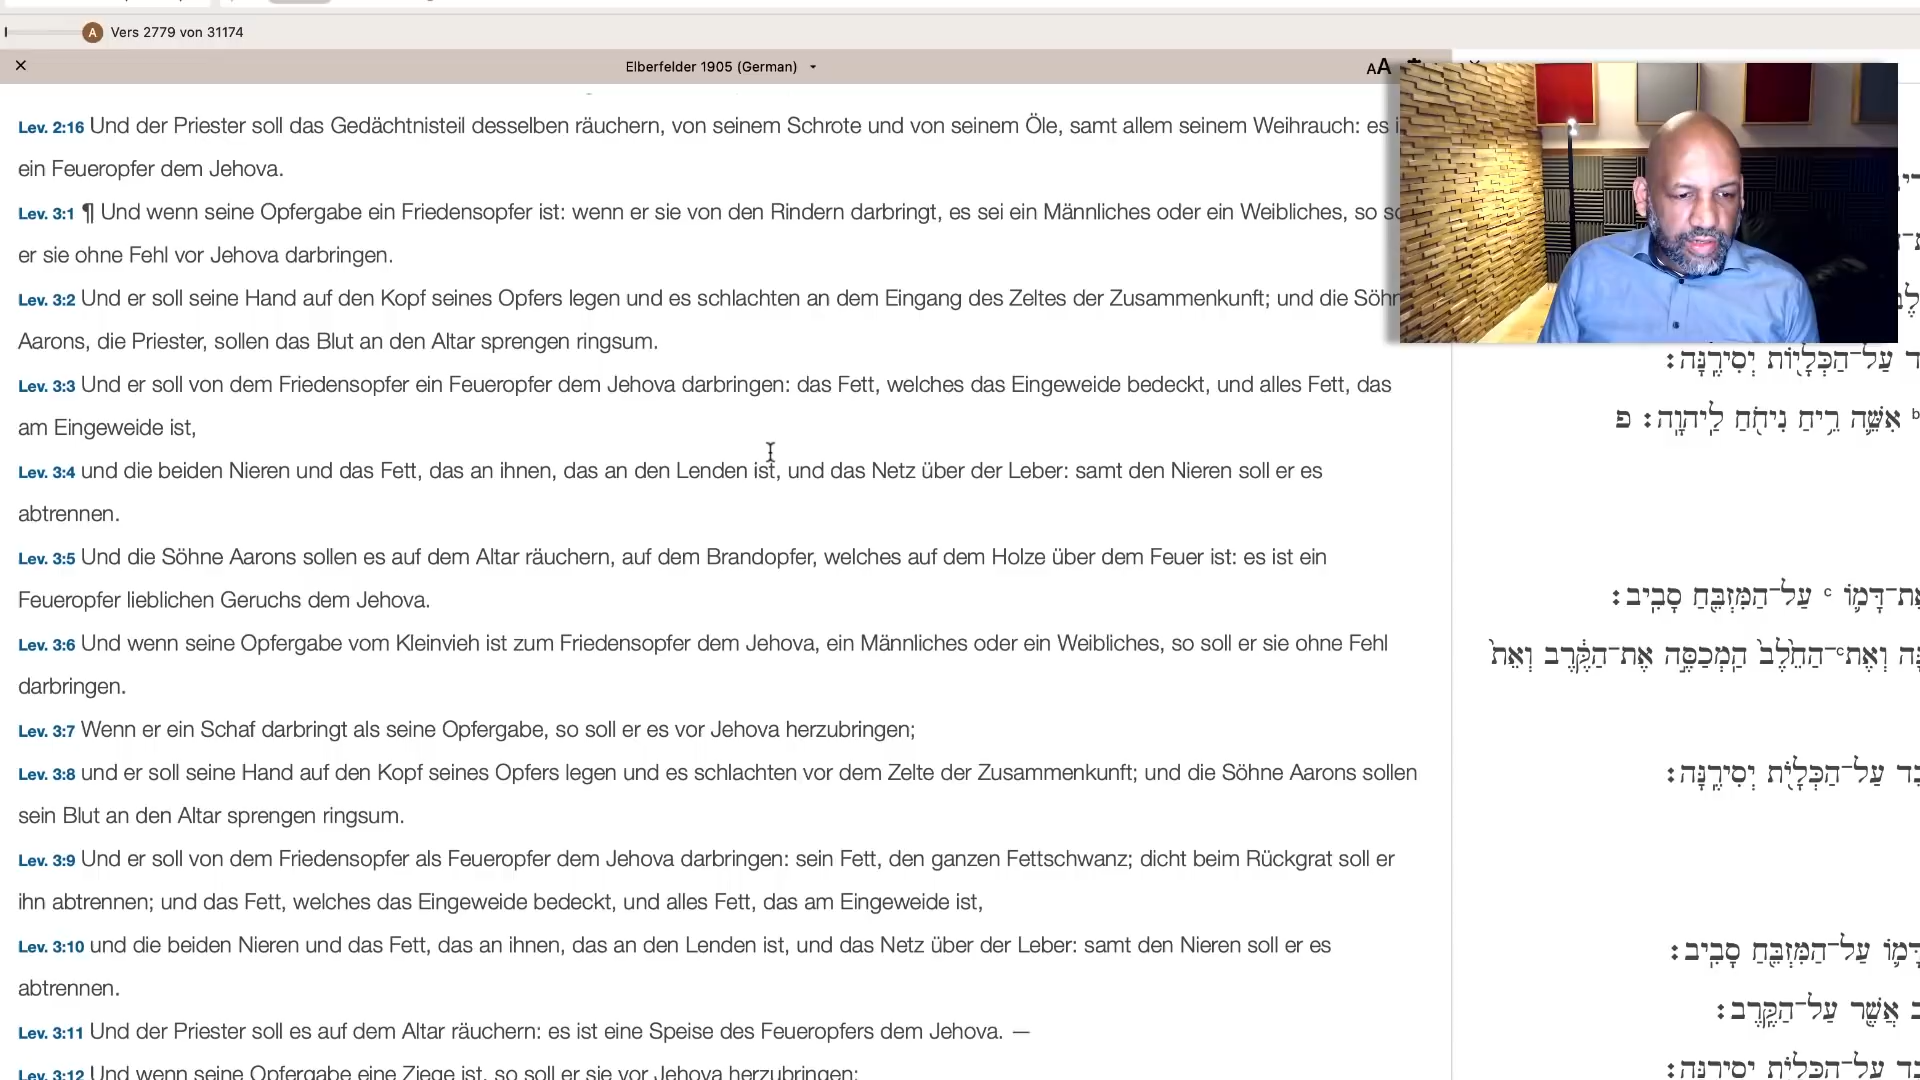 A Vers 2779 von 31174
Elberfelder 1905 (German)
AA
Lev. 2:16 Und der Priester soll das Gedächtnisteil desselben räuchern, von seinem Schrote und von seinem Öle, samt allem seinem Weihrauch: es
ein Feueropfer dem Jehova.
Lev. 3:1 ¶ Und wenn seine Opfergabe ein Friedensopfer ist: wenn er sie von den Rindern darbringt, es sei ein Männliches oder ein Weibliches, so
er sie ohne Fehl vor Jehova darbringen.
Lev. 3:2 Und er soll seine Hand auf den Kopf seines Opfers legen und es schlachten an dem Eingang des Zeltes der Zusammenkunft; und die
Aarons, die Priester, sollen das Blut an den Altar sprengen ringsum.
Lev. 3:3 Und er soll von dem Friedensopfer ein Feueropfer dem Jehova darbringen: das Fett, welches das Eingeweide bedeckt, und alles Fett, das
am Eingeweide ist,
Lev. 3:4 und die beiden Nieren und das Fett, das an ihnen, das an den Lenden ist, und das Netz über der Leber: samt den Nieren soll er es
abtrennen.
Lev. 3:5 Und die Söhne Aarons sollen es auf dem Altar räuchern, auf dem Brandopfer, welches auf dem Holze über dem Feuer ist: es ist ein
Feueropfer lieblichen Geruchs dem Jehova.
Lev. 3:6 Und wenn seine Opfergabe vom Kleinvieh ist zum Friedensopfer dem Jehova, ein Männliches oder ein Weibliches, so soll er sie ohne Fehl
darbringen.
Lev. 3:7 Wenn er ein Schaf darbringt als seine Opfergabe, so soll er es vor Jehova herzubringen;
Lev. 3:8 und er soll seine Hand auf den Kopf seines Opfers legen und es schlachten vor dem Zelte der Zusammenkunft; und die Söhne Aarons sollen
sein Blut an den Altar sprengen ringsum.
Lev. 3:9 Und er soll von dem Friedensopfer als Feueropfer dem Jehova darbringen: sein Fett, den ganzen Fettschwanz; dicht beim Rückgrat soll er
ihn abtrennen; und das Fett, welches das Eingeweide bedeckt, und alles Fett, das am Eingeweide ist,
Lev. 3:10 und die beiden Nieren und das Fett, das an ihnen, das an den Lenden ist, und das Netz über der Leber: samt den Nieren soll er es
abtrennen.
Lev. 3:11 Und der Priester soll es auf dem Altar räuchern: es ist eine Speise des Feueropfers dem Jehova. —
Lev. 3:12 Und wenn seine Opfergabe eine Ziege ist, so soll er sie vor Jehova herzubringen:
עַל־הַכְּלָי֖וֹת יְסִירֶֽנָּה׃
b אִשֵּׁ֛ה רֵ֥יחַ נִיחֹ֖חַ לַֽיהוָֽה׃ פ
דָּמ֛וֹ c עַל־הַמִּזְבֵּ֖חַ סָבִֽיב׃
וְאֶת־c הַחֵ֙לֶב֙ הַֽמְכַסֶּ֣ה אֶת־הַקֶּ֔רֶב וְאֵת֙
עַל־הַכְּלָיֹ֖ת יְסִירֶֽנָּה׃
עַל־הַמִּזְבֵּ֖חַ סָבִֽיב׃
אֲשֶׁ֖ר עַל־הַקֶּֽרֶב׃
עַל־הַכְּלָיֹ֖ת יְסִירֶֽנָּה׃